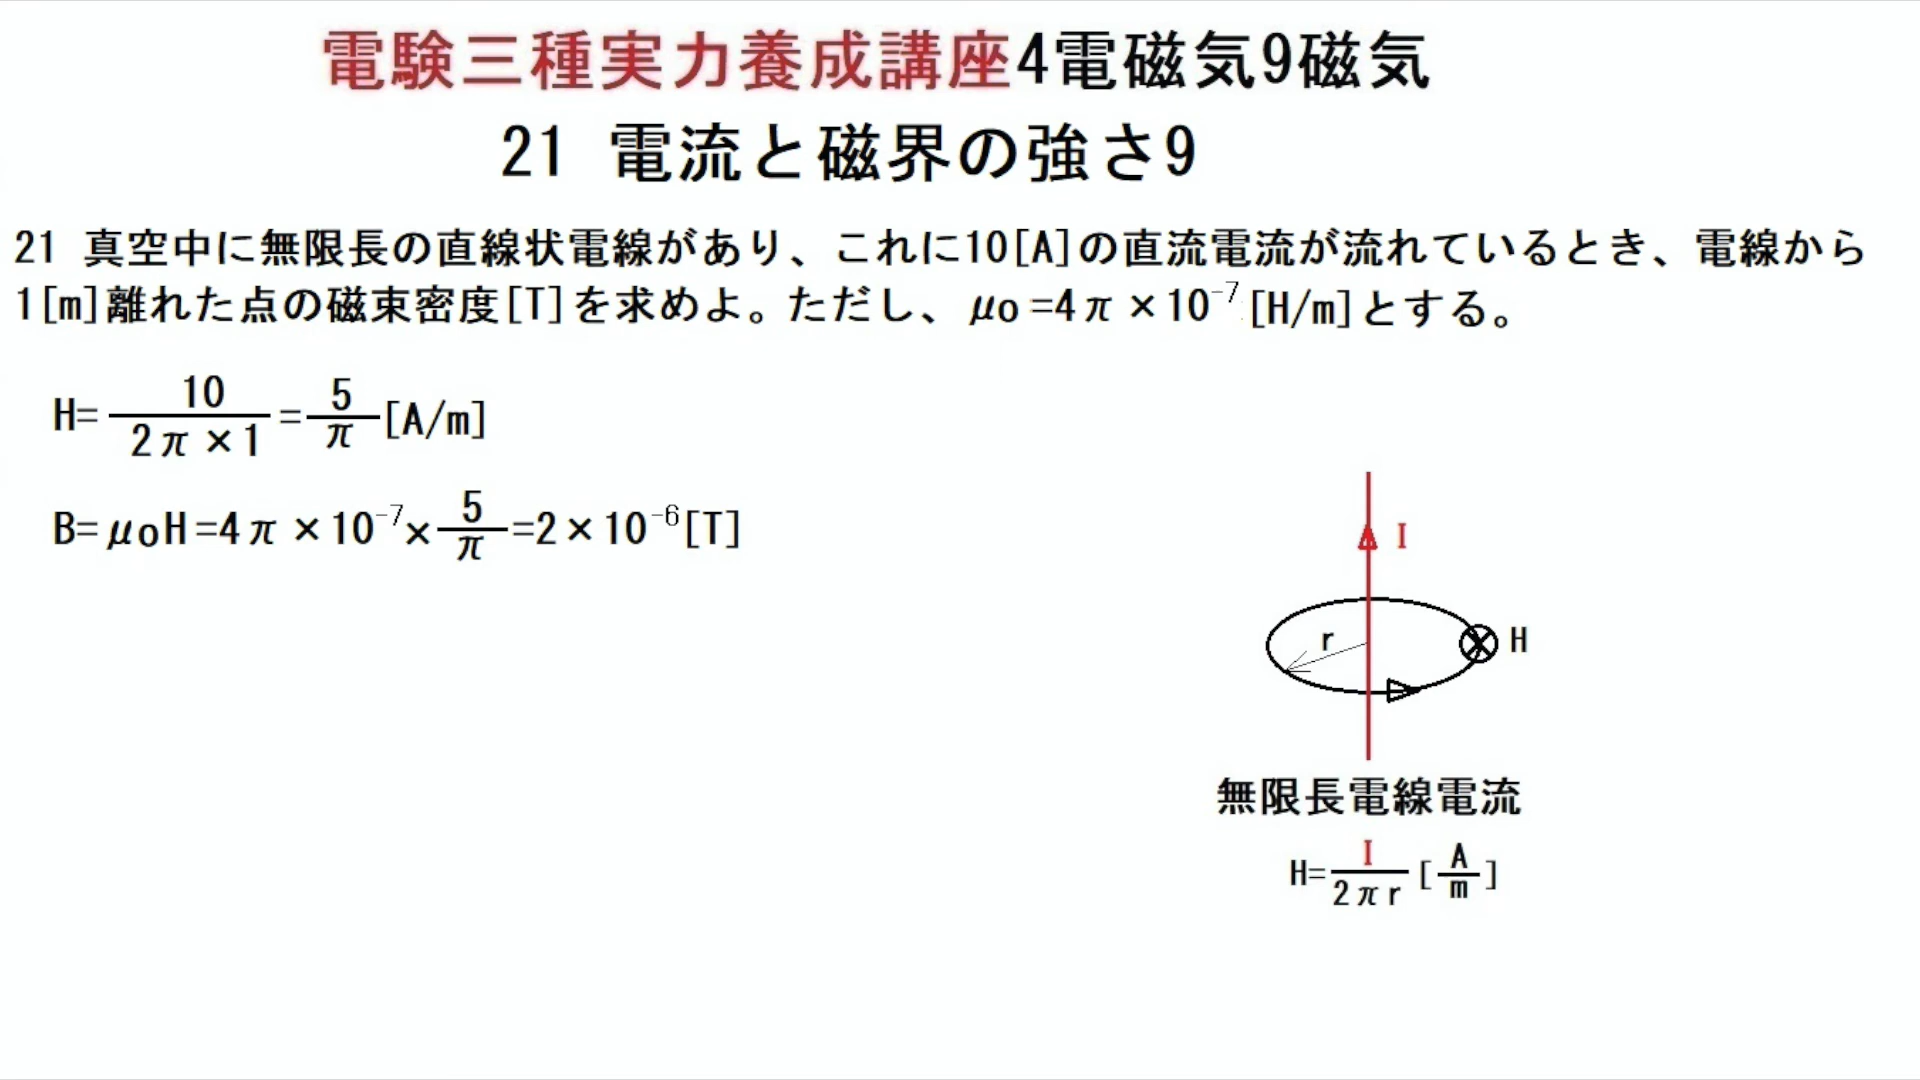 電験三種実力養成講座4電磁気9磁気
21 電流と磁界の強さ9
21 真空中に無限長の直線状電線があり、これに10[A]の直流電流が流れているとき、電線から
1[m]離れた点の磁束密度[T]を求めよ。ただし、μ₀=4π×10⁻⁷[H/m]とする。
H=10/(2π×1)=5/π[A/m]
B=μ₀H=4π×10⁻⁷×5/π=2×10⁻⁶[T]
I
r
H
無限長電線電流
H=I/(2πr)[A/m]